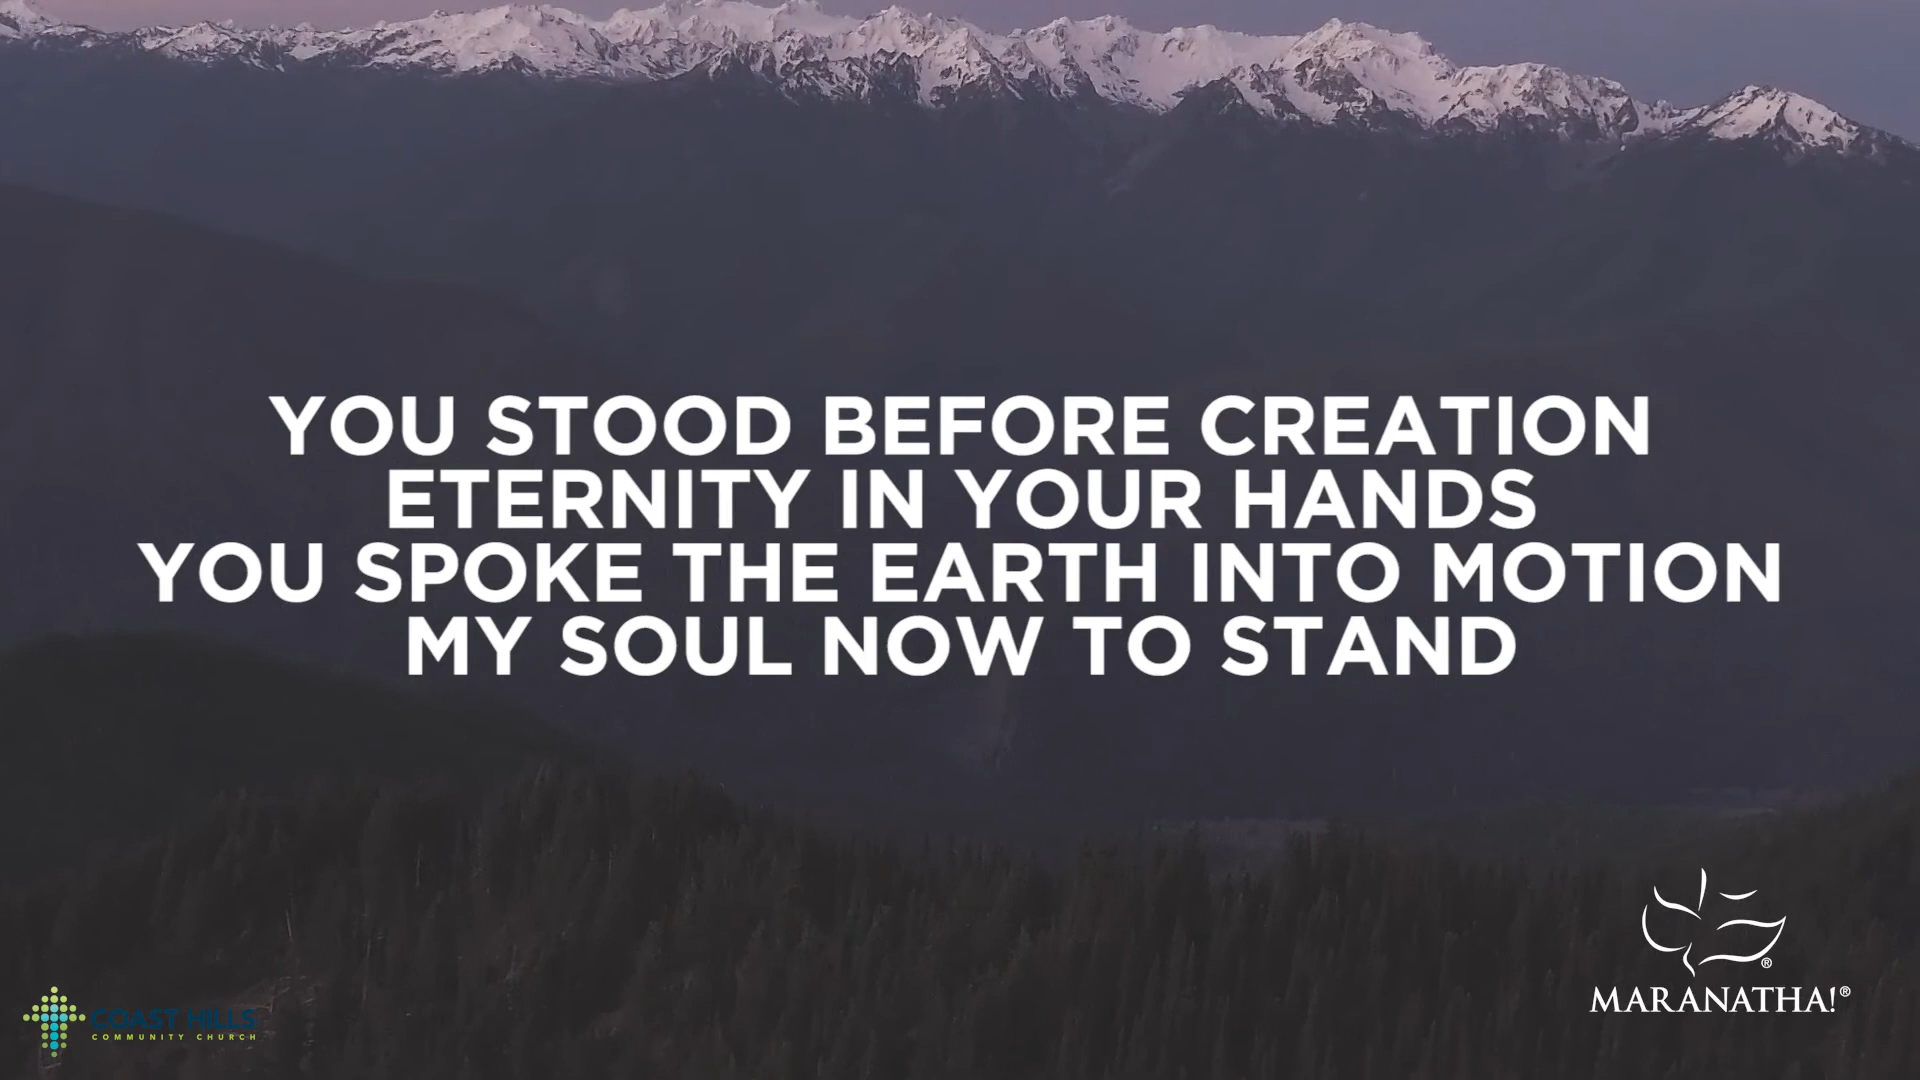 YOU STOOD BEFORE CREATION
ETERNITY IN YOUR HANDS
YOU SPOKE THE EARTH INTO MOTION
MY SOUL NOW TO STAND
®
MARANATHA!®
COAST HILLS
COMMUNITY CHURCH